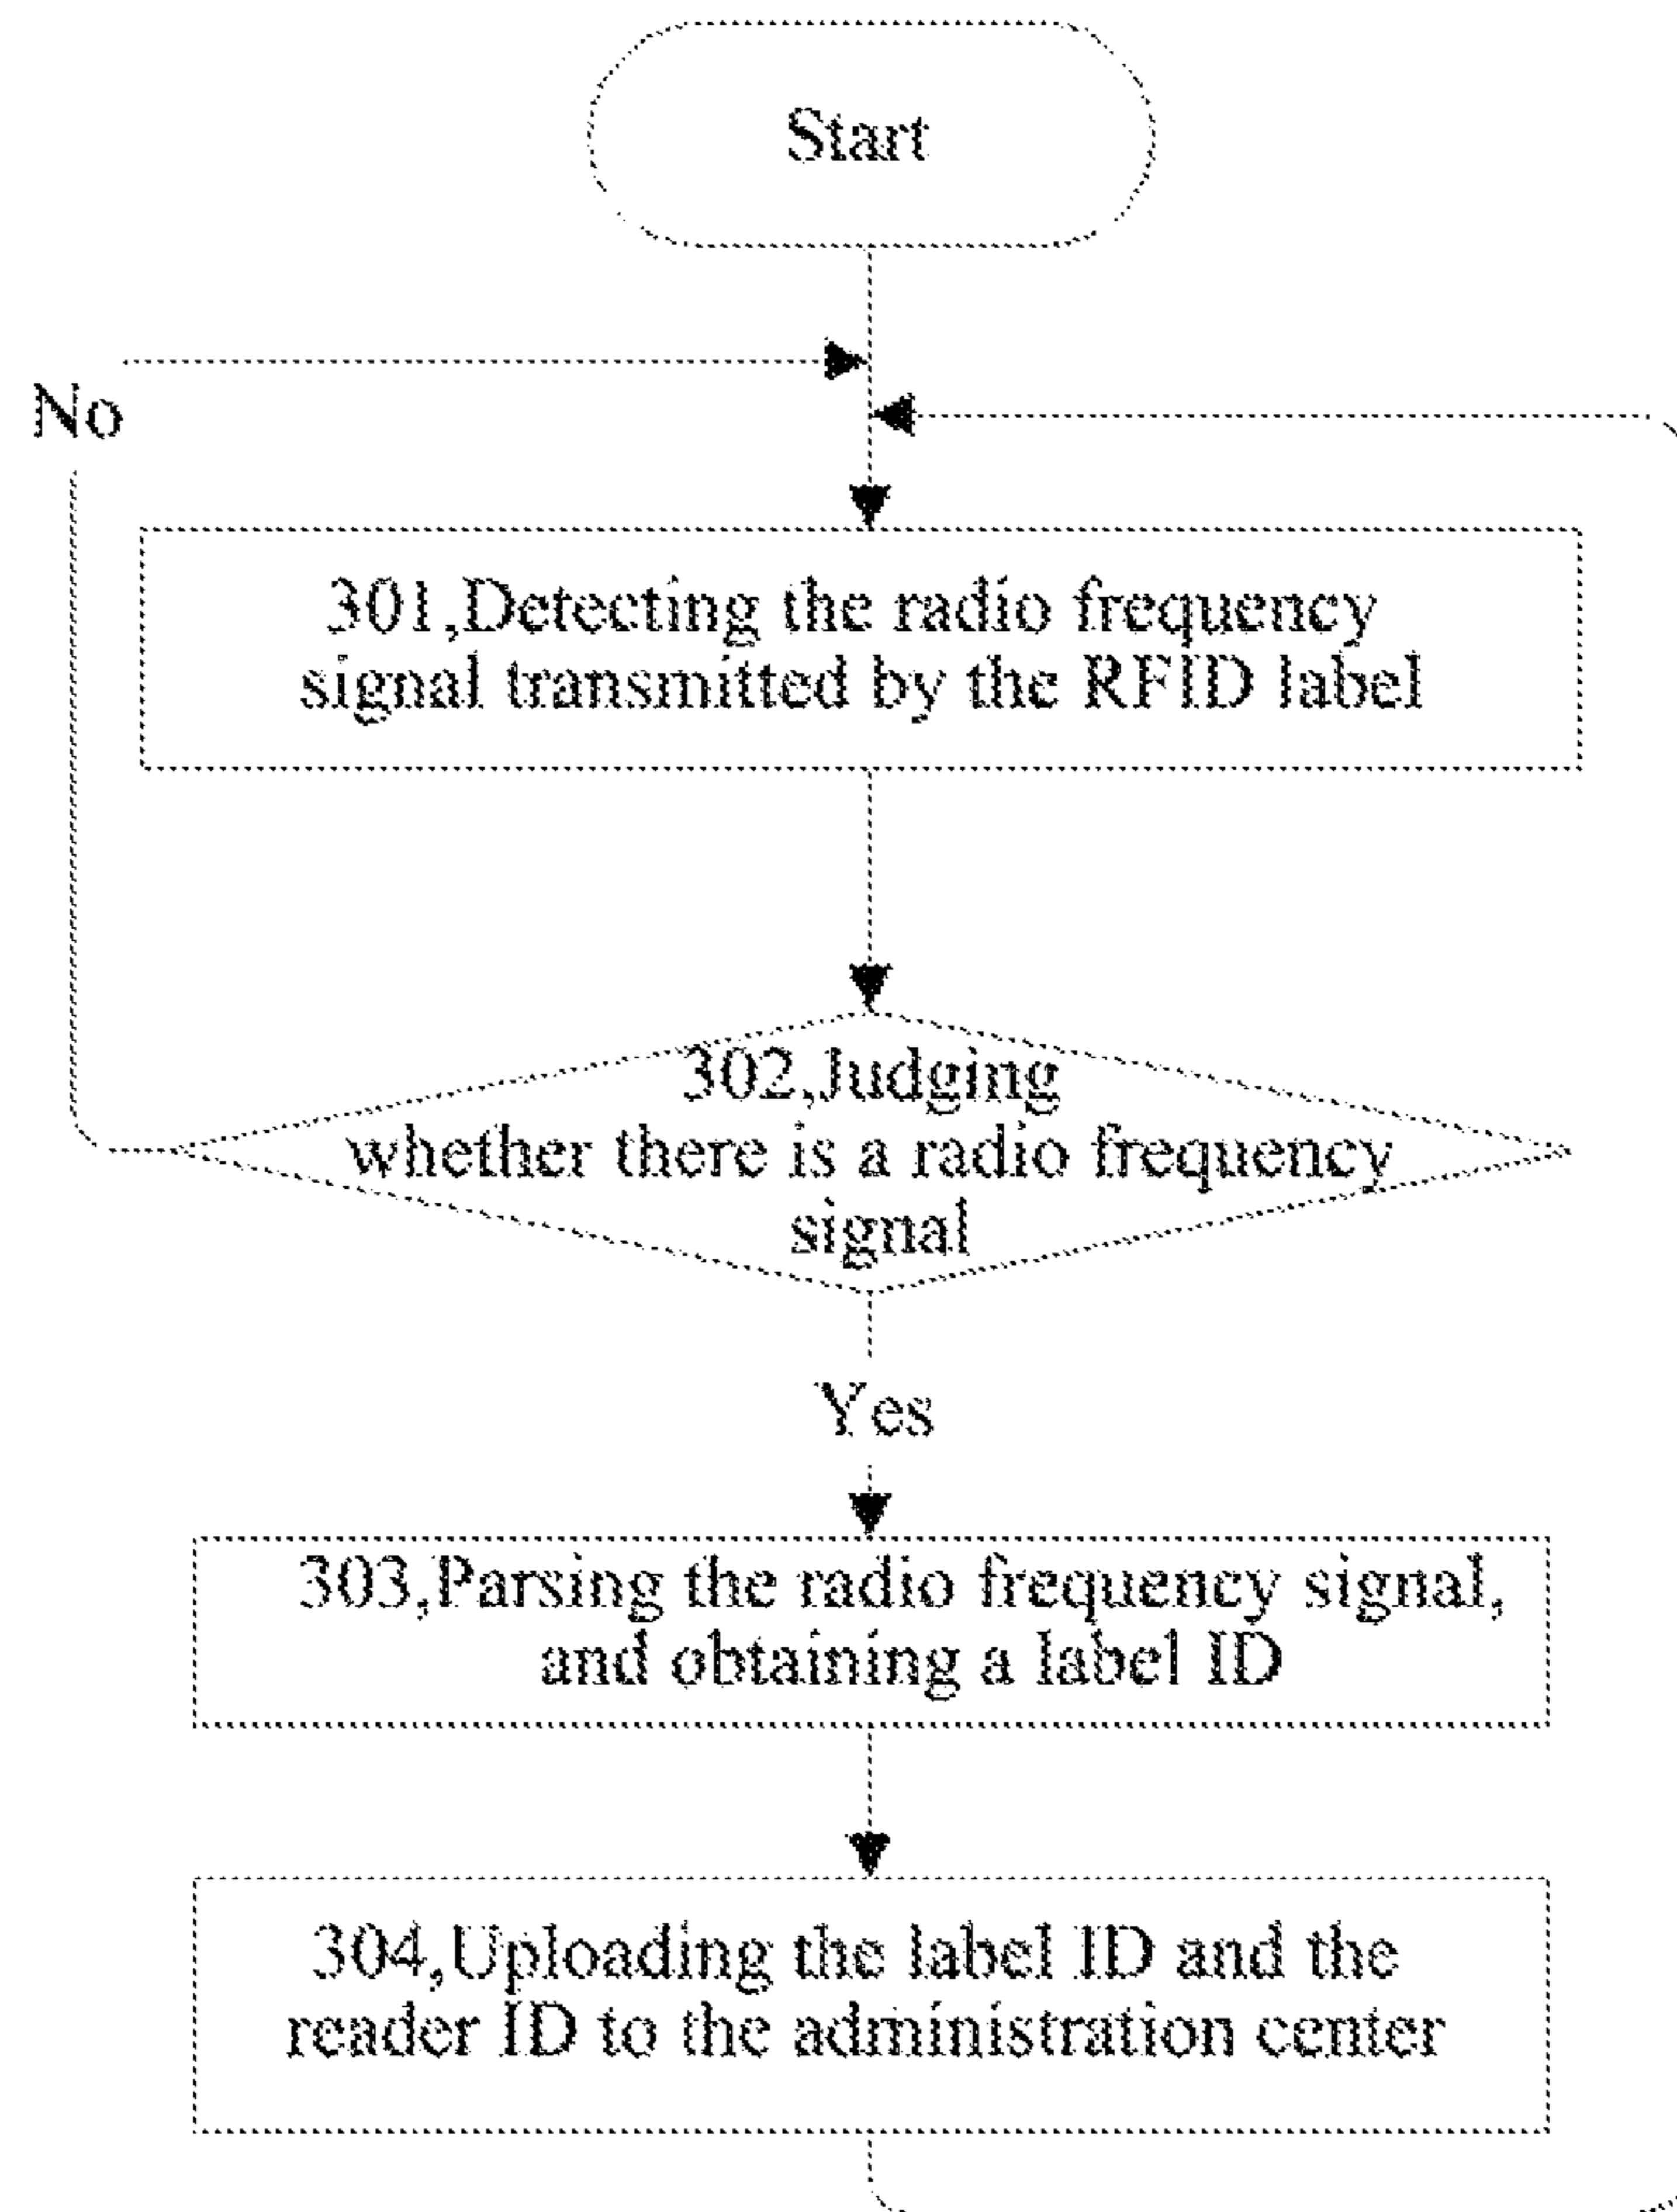 Start
No
301,Detecting the radio frequency
signal transmitted by the RFID label
302,Judging
whether there is a radio frequency
signal
Yes
303,Parsing the radio frequency signal,
and obtaining a label ID
304,Uploading the label ID and the
reader ID to the administration center